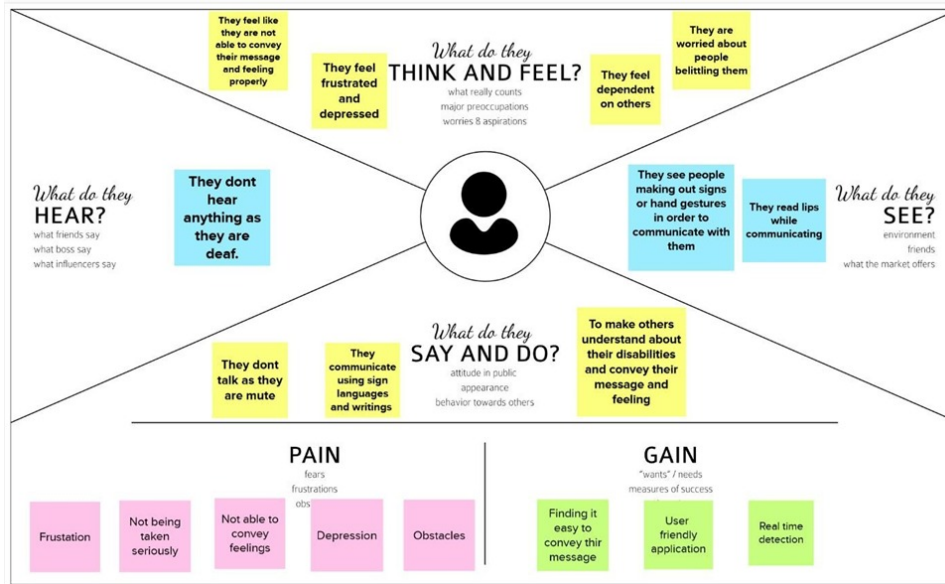 They feel like
they are not
able to convey
their message
and feeling
properly
They feel
frustrated
and
depressed
What do they
THINK AND FEEL?
what really counts
major preoccupations
worries & aspirations
They feel
dependent
on others
They are
worried about
people
belittling them
What do they
HEAR?
what friends say
what boss say
what influencers say
They dont
hear
anything as
they are
deaf.
They see people
making out signs
or hand gestures
in order to
communicate with
them
They read lips
while
communicating
What do they
SEE?
environment
friends
what the market offers
They dont
talk as they
are mute
They
communicate
using sign
languages
and writings
What do they
SAY AND DO?
attitude in public
appearance
behavior towards others
To make others
understand about
their disabilities
and convey their
message and
feeling
PAIN
fears
frustrations
Frustation
Not being
taken
seriously
Not able to
convey
feelings
Depression
Obstacles
GAIN
"wants" / needs
measures of success
Finding it
easy to
convey thir
message
User
friendly
application
Real time
detection